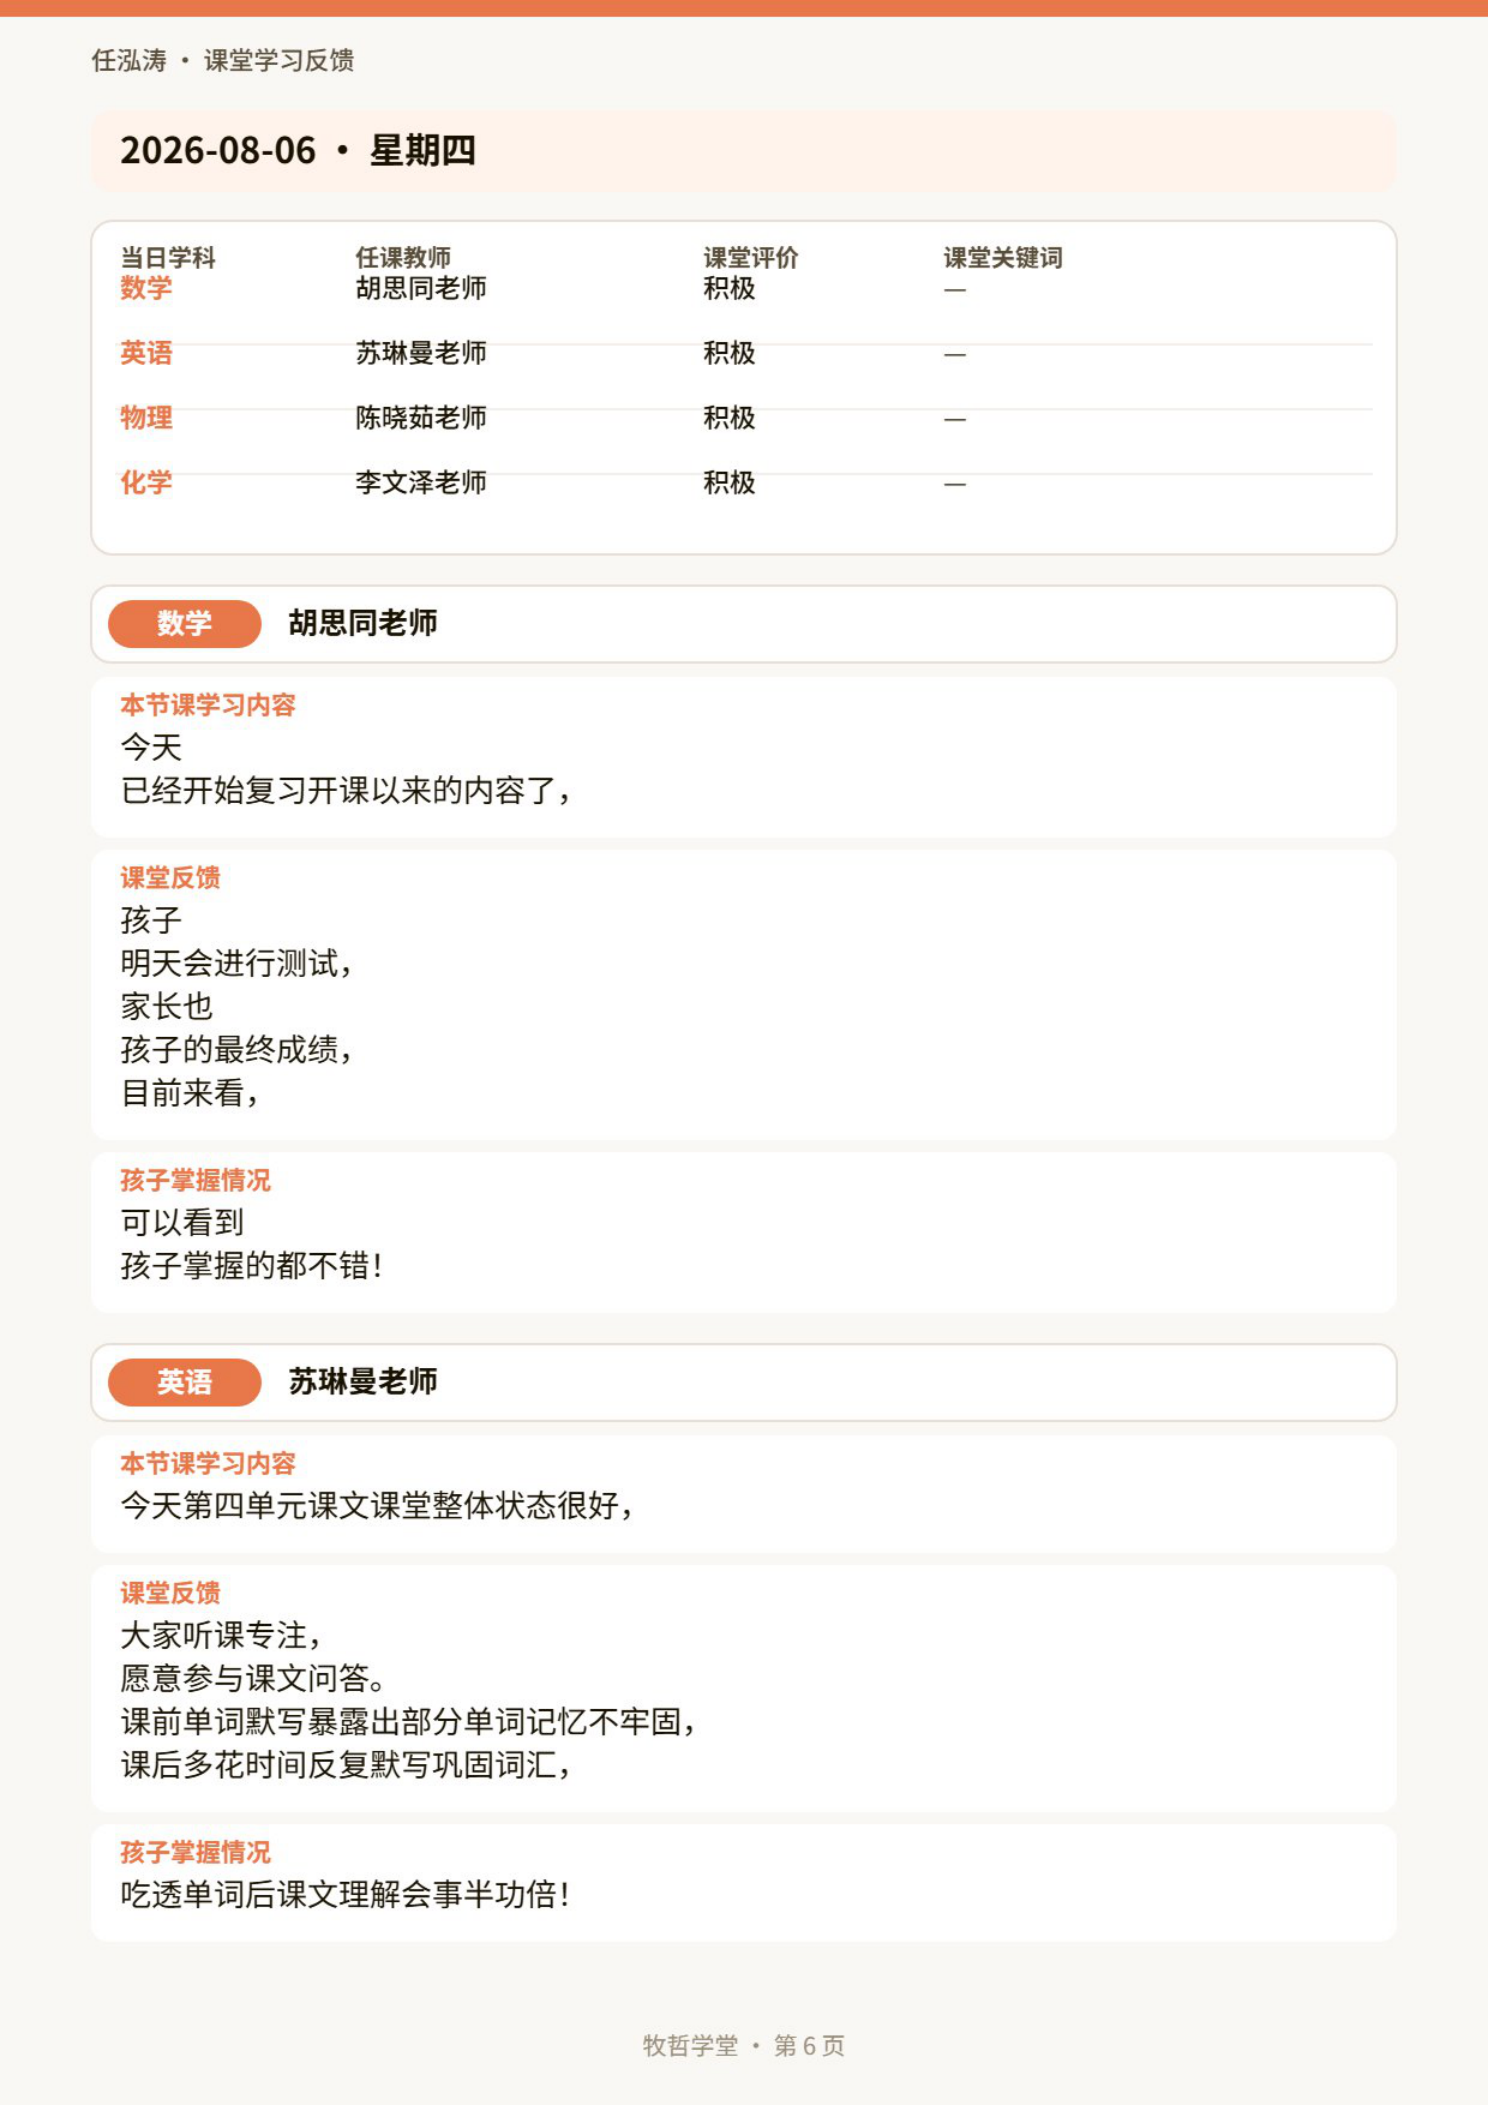 任泓涛 · 课堂学习反馈
2026-08-06 · 星期四
当日学科 任课教师 课堂评价 课堂关键词
数学 胡思同老师 积极 —
英语 苏琳曼老师 积极 —
物理 陈晓茹老师 积极 —
化学 李文泽老师 积极 —
数学 胡思同老师
本节课学习内容
今天
已经开始复习开课以来的内容了，
课堂反馈
孩子
明天会进行测试，
家长也
孩子的最终成绩，
目前来看，
孩子掌握情况
可以看到
孩子掌握的都不错！
英语 苏琳曼老师
本节课学习内容
今天第四单元课文课堂整体状态很好，
课堂反馈
大家听课专注，
愿意参与课文问答。
课前单词默写暴露出部分单词记忆不牢固，
课后多花时间反复默写巩固词汇，
孩子掌握情况
吃透单词后课文理解会事半功倍！
牧哲学堂 · 第 6 页